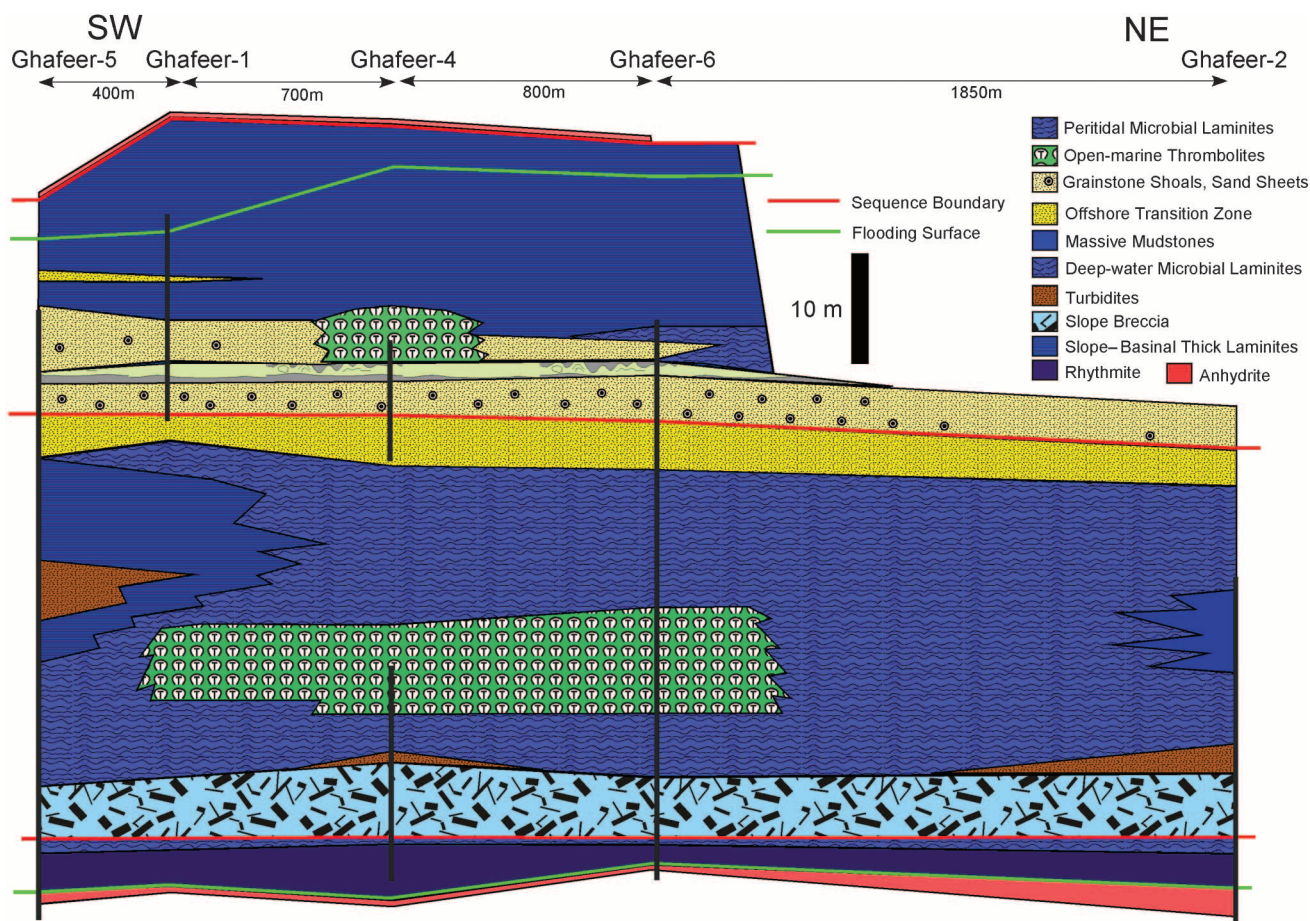 SW
NE
Ghafeer-5
Ghafeer-1
Ghafeer-4
Ghafeer-6
Ghafeer-2
400m
700m
800m
1850m
Peritidal Microbial Laminites
Open-marine Thrombolites
Grainstone Shoals, Sand Sheets
Offshore Transition Zone
Massive Mudstones
Deep-water Microbial Laminites
Turbidites
Slope Breccia
Slope–Basinal Thick Laminites
Rhythmite
Anhydrite
Sequence Boundary
Flooding Surface
10 m